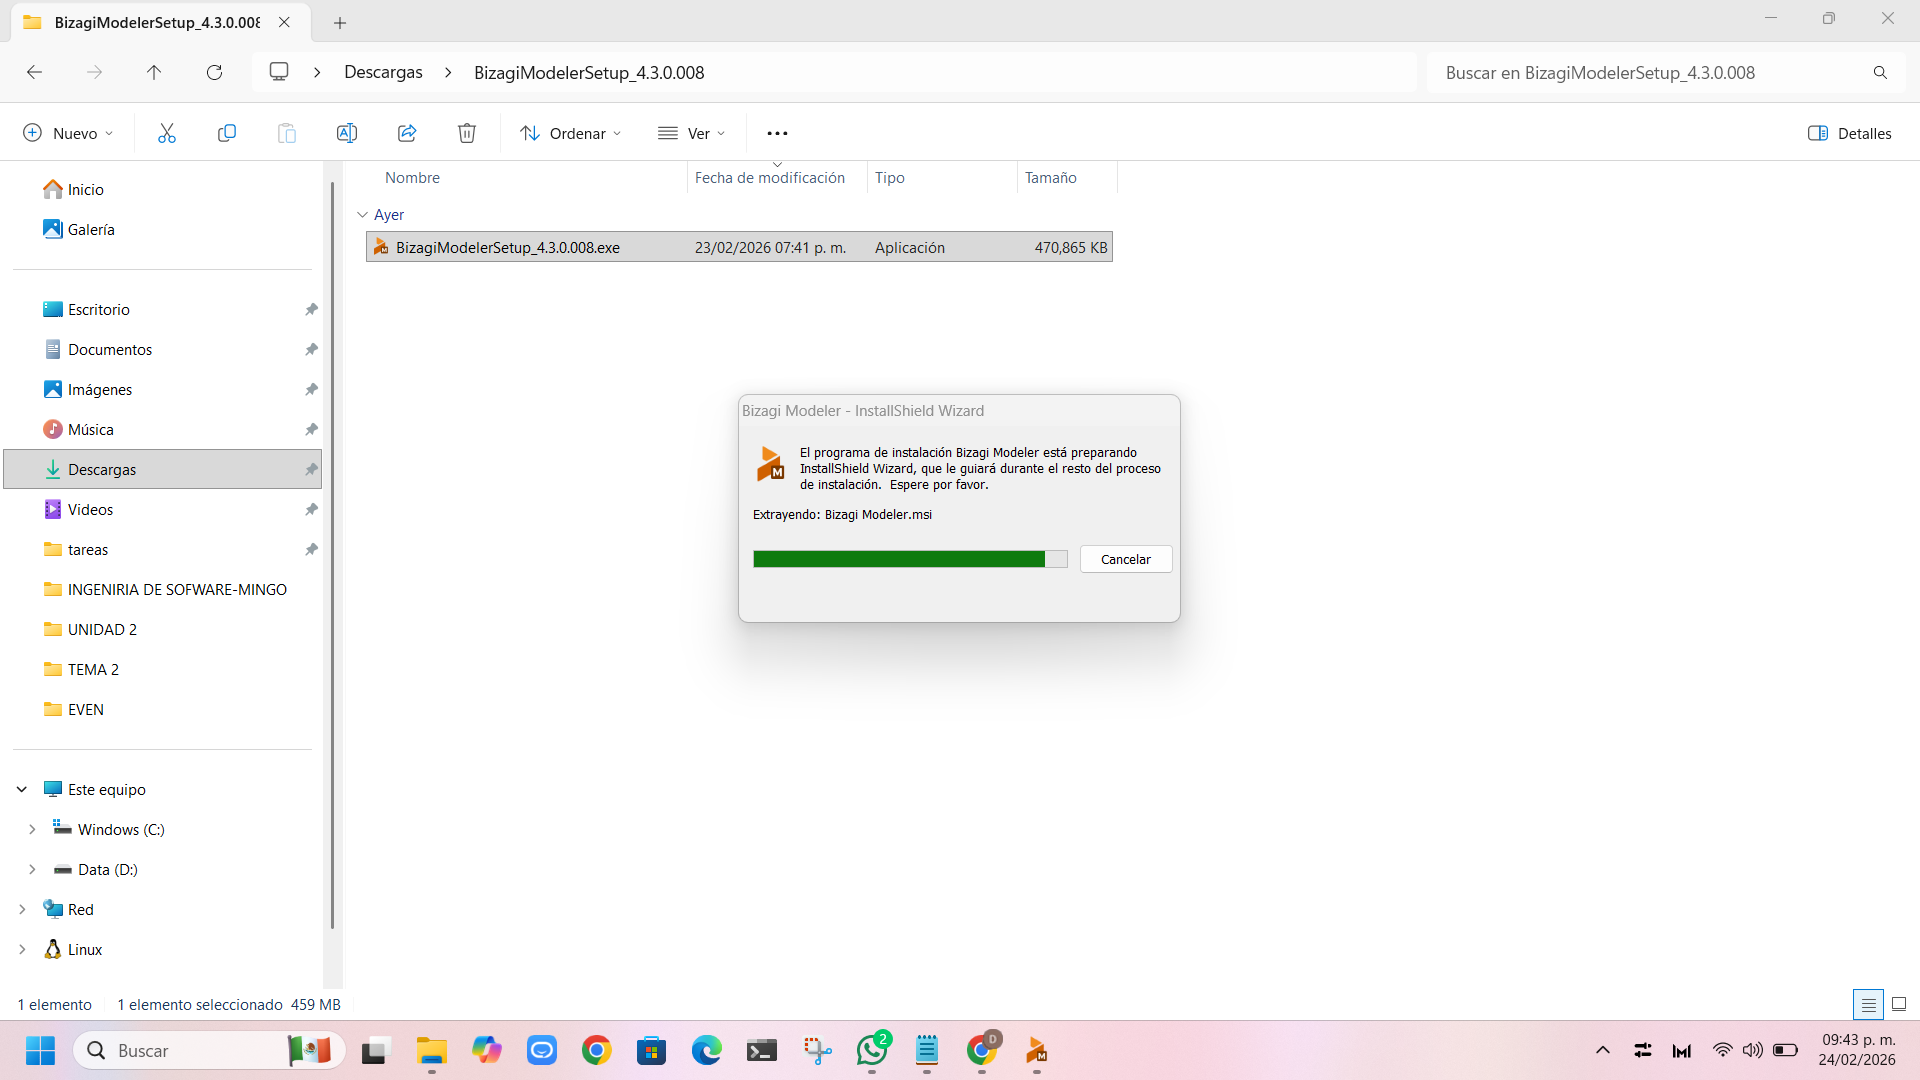 BizagiModelerSetup_4.3.0.008
Descargas
BizagiModelerSetup_4.3.0.008
Buscar en BizagiModelerSetup_4.3.0.008
Nuevo
Ordenar
Ver
Detalles
Nombre
Fecha de modificación
Tipo
Tamaño
Ayer
BizagiModelerSetup_4.3.0.008.exe
23/02/2026 07:41 p. m.
Aplicación
470,865 KB
Inicio
Galería
Escritorio
Documentos
Imágenes
Música
Descargas
Videos
tareas
INGENIRIA DE SOFWARE-MINGO
UNIDAD 2
TEMA 2
EVEN
Este equipo
Windows (C:)
Data (D:)
Red
Linux
Bizagi Modeler - InstallShield Wizard
El programa de instalación Bizagi Modeler está preparando
InstallShield Wizard, que le guiará durante el resto del proceso
de instalación. Espere por favor.
Extrayendo: Bizagi Modeler.msi
Cancelar
M
1 elemento
1 elemento seleccionado 459 MB
Buscar
2
D
M
09:43 p. m.
24/02/2026